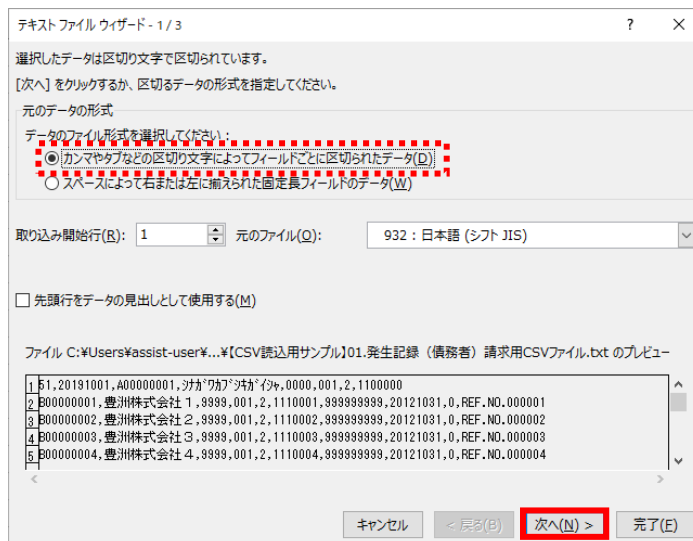 テキスト ファイル ウィザード - 1 / 3 ? ×
選択したデータは区切り文字で区切られています。
[次へ] をクリックするか、区切るデータの形式を指定してください。
元のデータの形式
データのファイル形式を選択してください :
カンマやタブなどの区切り文字によってフィールドごとに区切られたデータ(D)
スペースによって右または左に揃えられた固定長フィールドのデータ(W)
取り込み開始行(R): 1 元のファイル(O): 932 : 日本語 (シフト JIS)
先頭行をデータの見出しとして使用する(M)
ファイル C:¥Users¥assist-user¥...¥【CSV読込用サンプル】01.発生記録（債務者）請求用CSVファイル.txt のプレビュー
1 51,20191001,A00000001,ｼﾅｶﾞﾜｶﾌﾞｼｷｶﾞｲｼｬ,0000,001,2,1100000
2 B00000001,豊洲株式会社１,9999,001,2,1110001,999999999,20121031,0,REF.NO.000001
3 B00000002,豊洲株式会社２,9999,001,2,1110002,999999999,20121031,0,REF.NO.000002
4 B00000003,豊洲株式会社３,9999,001,2,1110003,999999999,20121031,0,REF.NO.000003
5 B00000004,豊洲株式会社４,9999,001,2,1110004,999999999,20121031,0,REF.NO.000004
キャンセル < 戻る(B) 次へ(N) > 完了(F)